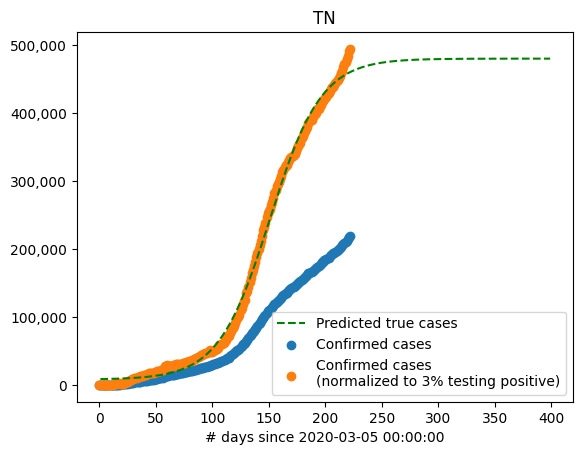 TN
500,000
400,000
300,000
200,000
100,000
0
Predicted true cases
Confirmed cases
Confirmed cases
(normalized to 3% testing positive)
0 50 100 150 200 250 300 350 400
# days since 2020-03-05 00:00:00